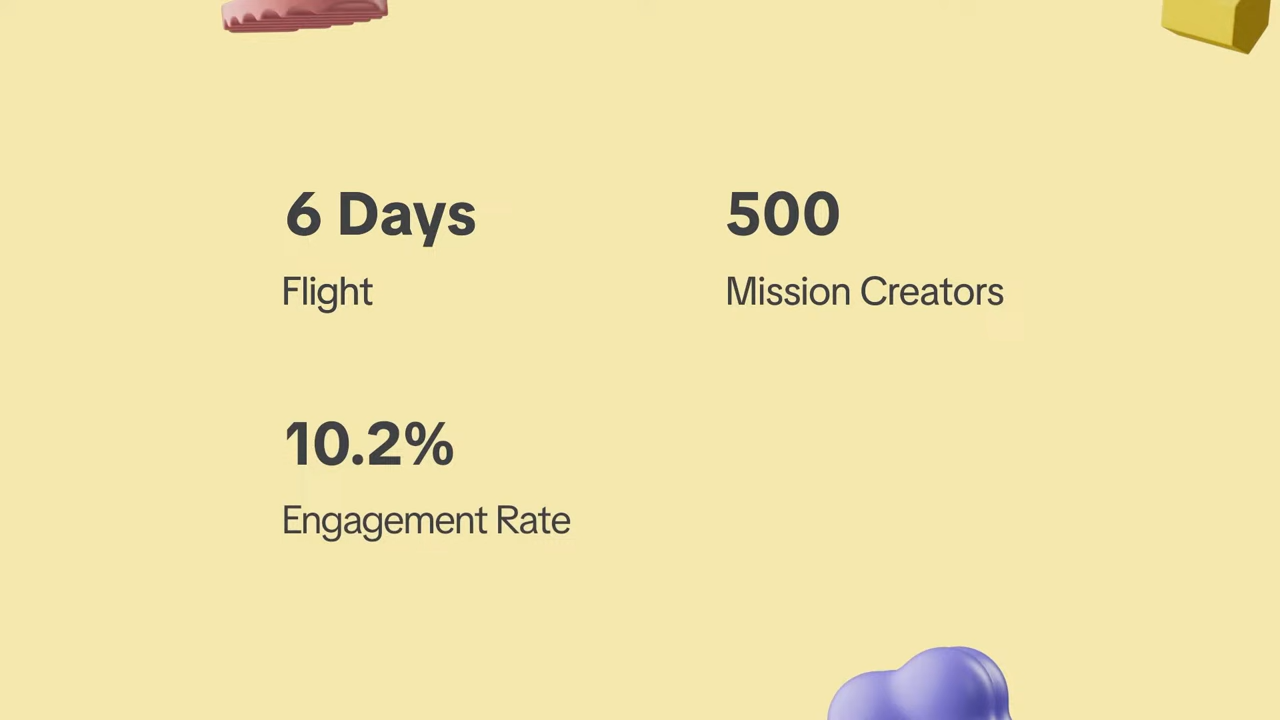 6 Days
Flight
500
Mission Creators
10.2%
Engagement Rate